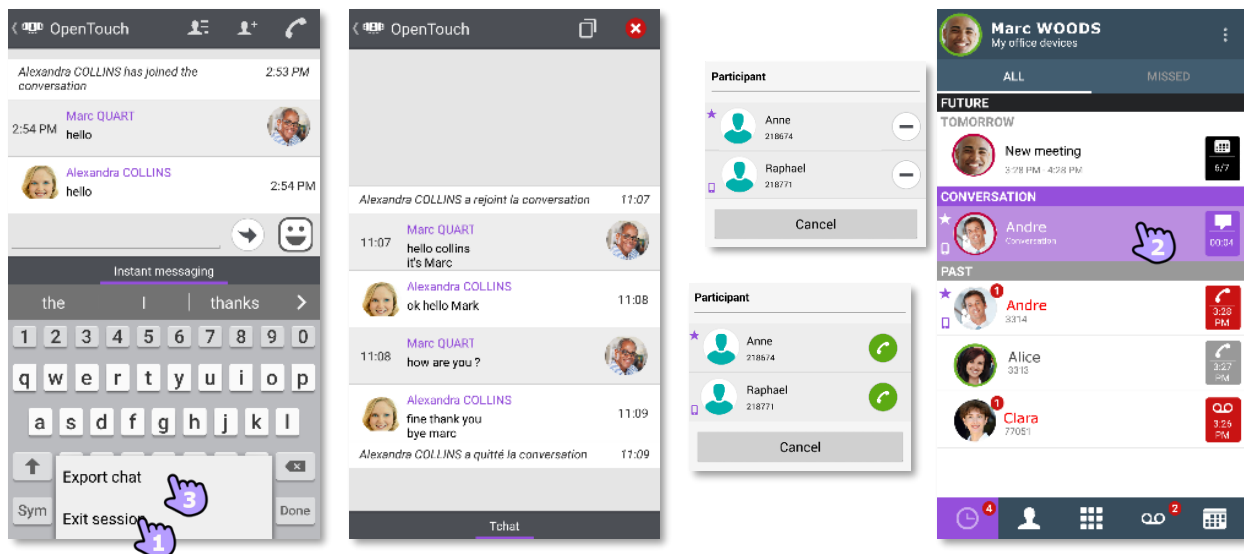 OpenTouch
Alexandra COLLINS has joined the
conversation
2:53 PM
Marc QUART
2:54 PM
hello
Alexandra COLLINS
hello
2:54 PM
Instant messaging
the
I
thanks
1 2 3 4 5 6 7 8 9 0
q w e r t y u i o p
a s d f g h j k l
Export chat
3
Sym
Exit session
Done
1
OpenTouch
Alexandra COLLINS a rejoint la conversation
11:07
11:07
Marc QUART
hello collins
it's Marc
Alexandra COLLINS
ok hello Mark
11:08
11:08
Marc QUART
how are you ?
Alexandra COLLINS
fine thank you
bye marc
11:09
Alexandra COLLINS a quitté la conversation
11:09
Tchat
Participant
Anne
218674
Raphael
218771
Cancel
Participant
Anne
218674
Raphael
218771
Cancel
Marc WOODS
My office devices
ALL
MISSED
FUTURE
TOMORROW
New meeting
3:28 PM - 4:28 PM
6/7
CONVERSATION
Andre
Conversation
2
00:04
PAST
1
Andre
3314
3:28
PM
Alice
3313
3:27
PM
1
Clara
77051
3:26
PM
4
2